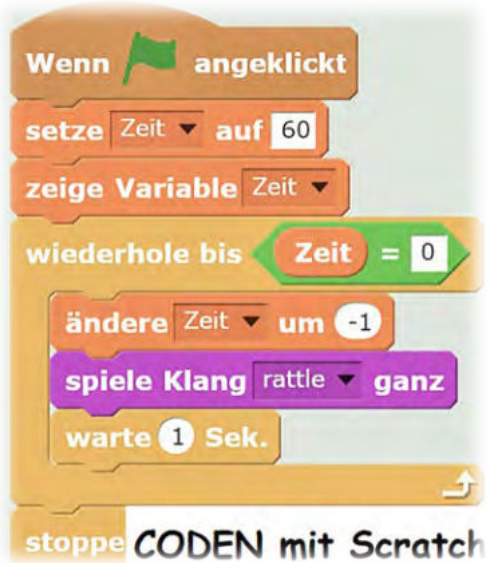 Wenn angeklickt
setze Zeit auf 60
zeige Variable Zeit
wiederhole bis Zeit = 0
ändere Zeit um -1
spiele Klang rattle ganz
warte 1 Sek.
stoppe CODEN mit Scratch